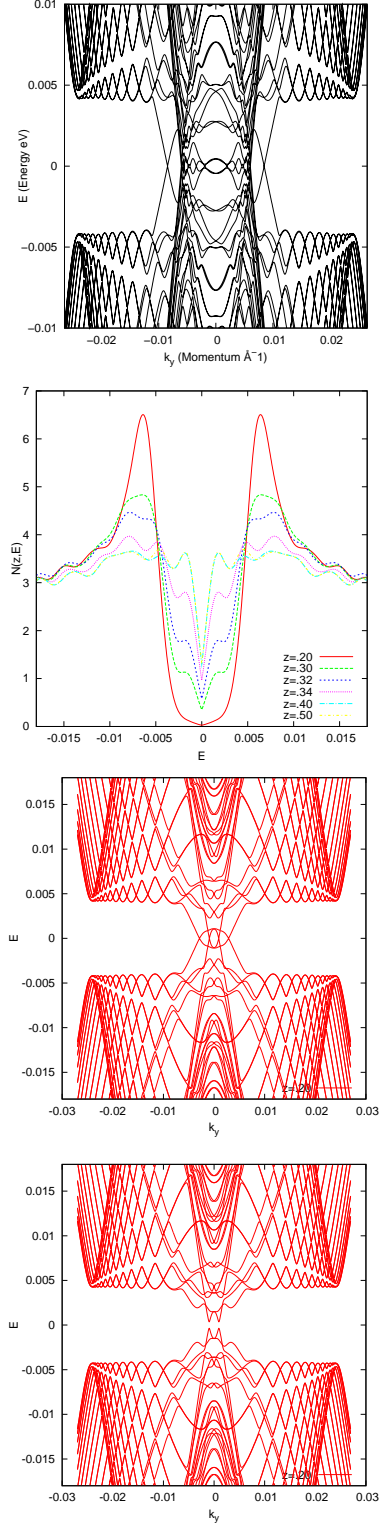 0.01
0.005
0
−0.005
−0.01
E (Energy eV)
−0.02 −0.01 0 0.01 0.02
k_y (Momentum Å^-1)
7
6
5
4
3
2
1
0
N(z,E)
z=.20
z=.30
z=.32
z=.34
z=.40
z=.50
-0.015 -0.01 -0.005 0 0.005 0.01 0.015
E
0.015
0.01
0.005
0
-0.005
-0.01
-0.015
E
z=.20
-0.03 -0.02 -0.01 0 0.01 0.02 0.03
k_y
0.015
0.01
0.005
0
-0.005
-0.01
-0.015
E
z=.20
-0.03 -0.02 -0.01 0 0.01 0.02 0.03
k_y